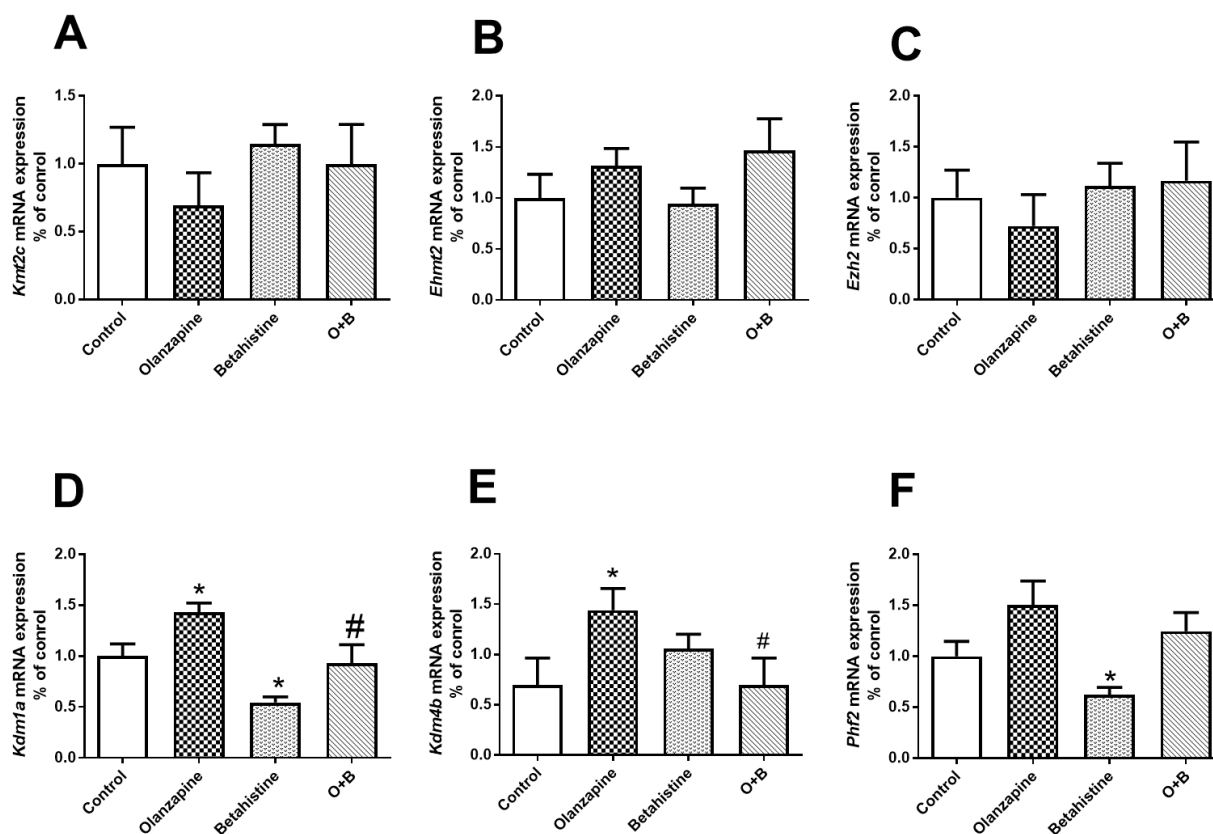 A
Kmt2c mRNA expression
% of conrol
1.5
1.0
0.5
0.0
Control
Olanzapine
Betahistine
O+B
B
Ehmt2 mRNA expression
% of conrol
2.0
1.5
1.0
0.5
0.0
Control
Olanzapine
Betahistine
O+B
C
Ezh2 mRNA expression
% of conrol
2.0
1.5
1.0
0.5
0.0
Control
Olanzapine
Betahistine
O+B
D
Kdm1a mRNA expression
% of conrol
2.0
1.5
1.0
0.5
0.0
*
*
#
Control
Olanzapine
Betahistine
O+B
E
Kdm4b mRNA expression
% of conrol
2.0
1.5
1.0
0.5
0.0
*
#
Control
Olanzapine
Betahistine
O+B
F
Phf2 mRNA expression
% of conrol
2.0
1.5
1.0
0.5
0.0
*
Control
Olanzapine
Betahistine
O+B